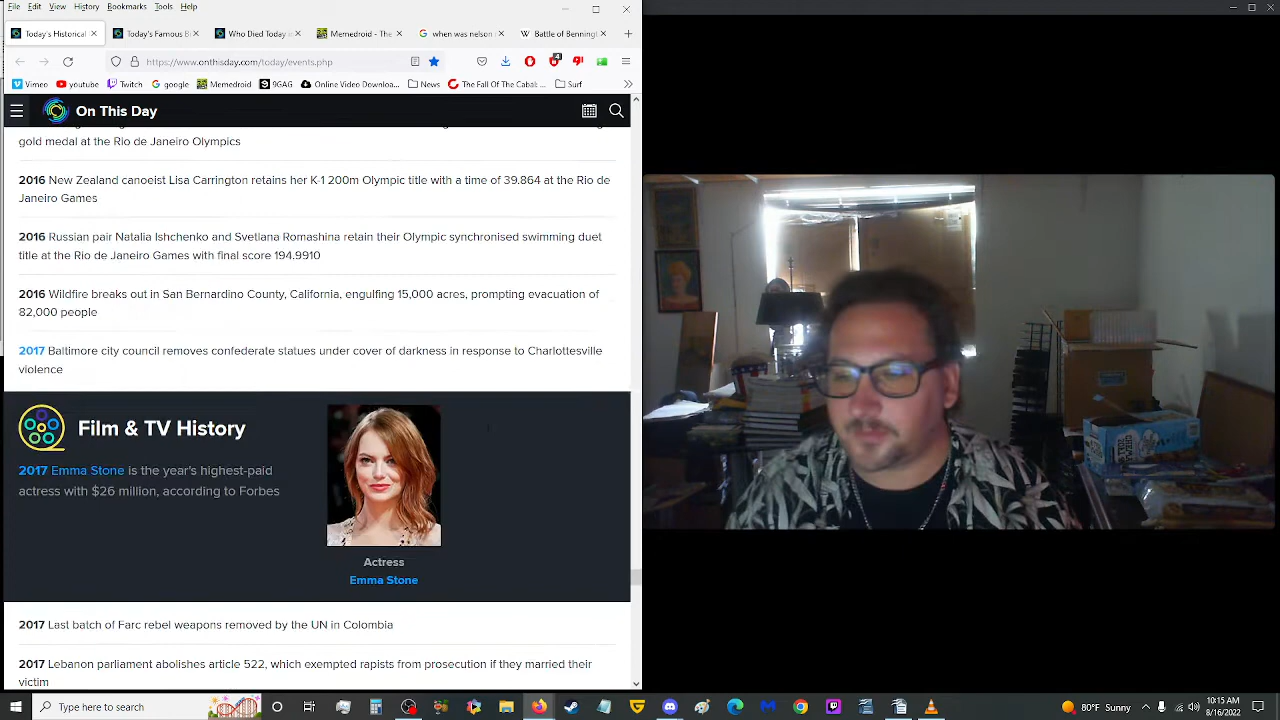 File Edit View History Bookmarks Tools Help
Today's Historical
Today's Famous Bi
Who Died Today in
Memedroid - The
when was nelson
Battle of Benningt
https://www.onthisday.com/today/events.php
Vimeo
youtube
Twitch
google
Memedroid
9GAG
Online Video Downloa...
News
The Fall Of The Cabal...
Surf
On This Day
gold medal at the Rio de Janeiro Olympics
2016 New Zealand canoeist Lisa Carrington retains her K-1 200m Olympic title with a time of 39.864 at the Rio de
Janeiro Games
2016 Russian pair Natalia Ishchenko and Svetlana Romashina retain their Olympic synchronised swimming duet
title at the Rio de Janeiro Games with final score 194.9910
2016 Wildfire breaks out in San Bernardino County, California, engulfing 15,000 acres, prompting evacuation of
82,000 people
2017 Baltimore city council removes confederate statues under cover of darkness in response to Charlottesville
violence
Film & TV History
2017 Emma Stone is the year's highest-paid
actress with $26 million, according to Forbes
Actress
Emma Stone
2017 Last batch of Farc rebel weapons removed by the UN in Colombia
2017 Lebanon parliament abolishes article 522, which exempted rapists from prosecution if they married their
victim
Type here to search
80°F Sunny
10:15 AM
8/16/2022